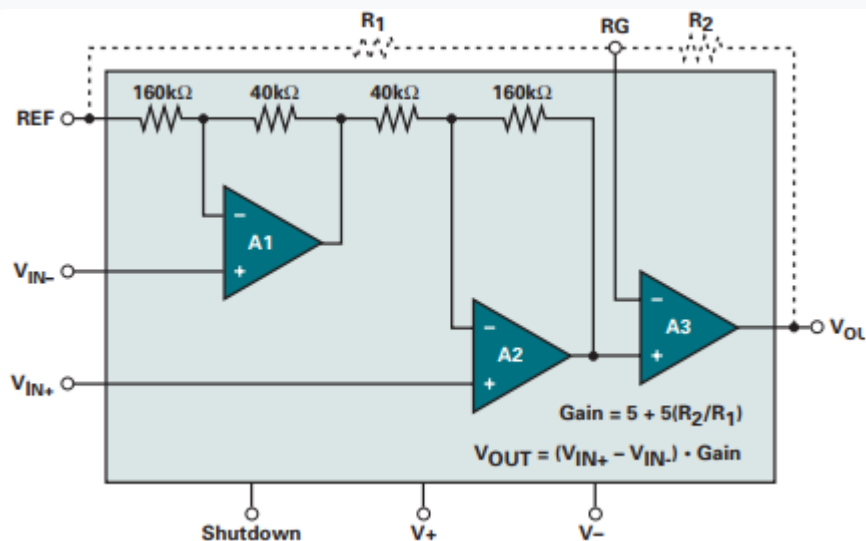 R1 RG R2
160kΩ 40kΩ 40kΩ 160kΩ
REF
−
A1
+
VIN−
−
A2
+
−
A3
+
VOU
VIN+
Gain = 5 + 5(R2/R1)
VOUT = (VIN+ − VIN-) • Gain
Shutdown V+ V−